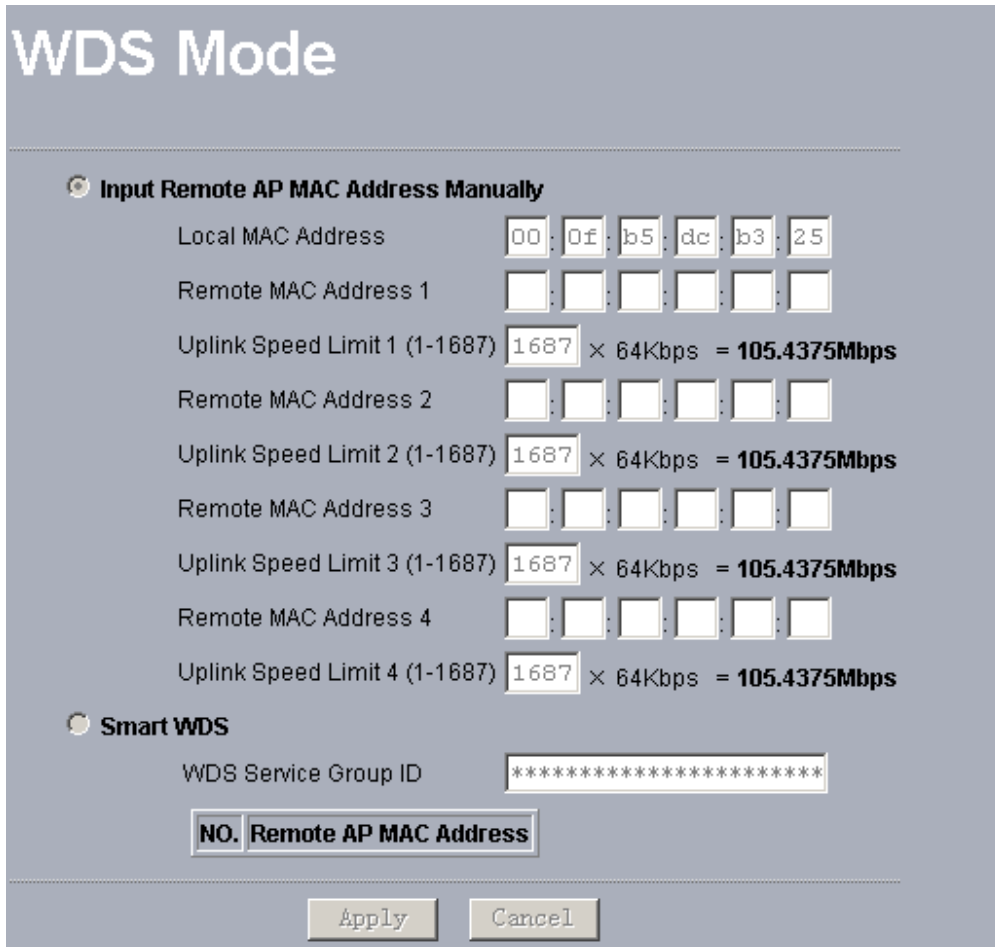 WDS Mode
Input Remote AP MAC Address Manually
Local MAC Address 00 : 0f : b5 : dc : b3 : 25
Remote MAC Address 1 : : : : :
Uplink Speed Limit 1 (1-1687) 1687 × 64Kbps = 105.4375Mbps
Remote MAC Address 2 : : : : :
Uplink Speed Limit 2 (1-1687) 1687 × 64Kbps = 105.4375Mbps
Remote MAC Address 3 : : : : :
Uplink Speed Limit 3 (1-1687) 1687 × 64Kbps = 105.4375Mbps
Remote MAC Address 4 : : : : :
Uplink Speed Limit 4 (1-1687) 1687 × 64Kbps = 105.4375Mbps
Smart WDS
WDS Service Group ID ***********************
NO. Remote AP MAC Address
Apply Cancel